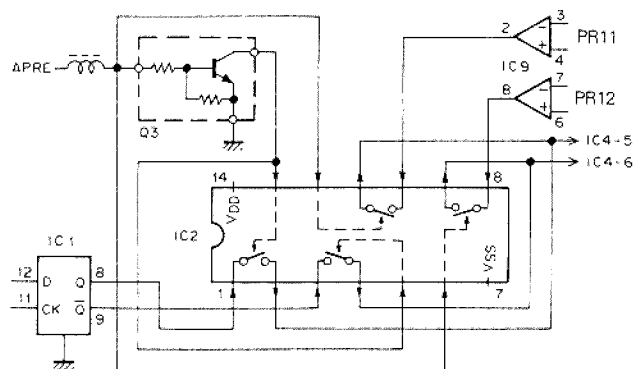 2 3
PR11
4
APRE
IC9
7
8
PR12
6
Q3
IC4-5
IC4-6
14 8
VDD
IC2
VSS
1 7
IC1
12 D Q 8
11 CK Q̅ 9